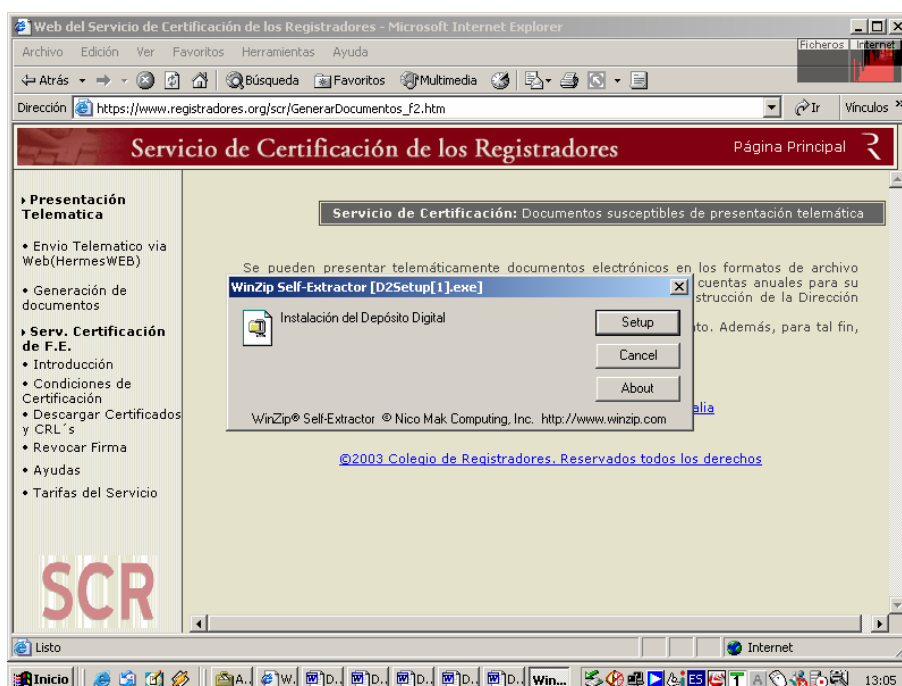 Web del Servicio de Certificación de los Registradores - Microsoft Internet Explorer
Archivo Edición Ver Favoritos Herramientas Ayuda
Ficheros Internet
Atrás Búsqueda Favoritos Multimedia
Dirección https://www.registradores.org/scr/GenerarDocumentos_f2.htm Ir Vínculos »
Servicio de Certificación de los Registradores
Página Principal
Presentación
Telematica
• Envio Telematico via
Web(HermesWEB)
• Generación de
documentos
Serv. Certificación
de F.E.
• Introducción
• Condiciones de
Certificación
• Descargar Certificados
y CRL´s
• Revocar Firma
• Ayudas
• Tarifas del Servicio
SCR
Servicio de Certificación: Documentos susceptibles de presentación telemática
Se pueden presentar telemáticamente documentos electrónicos en los formatos de archivo
cuentas anuales para su
strucción de la Dirección
to. Además, para tal fin,
alia
WinZip Self-Extractor [D2Setup[1].exe]
Instalación del Depósito Digital
Setup
Cancel
About
WinZip® Self-Extractor © Nico Mak Computing, Inc. http://www.winzip.com
©2003 Colegio de Registradores. Reservados todos los derechos
Listo
Internet
Inicio A.. W.. D.. D.. D.. D.. D.. Win... ES 13:05